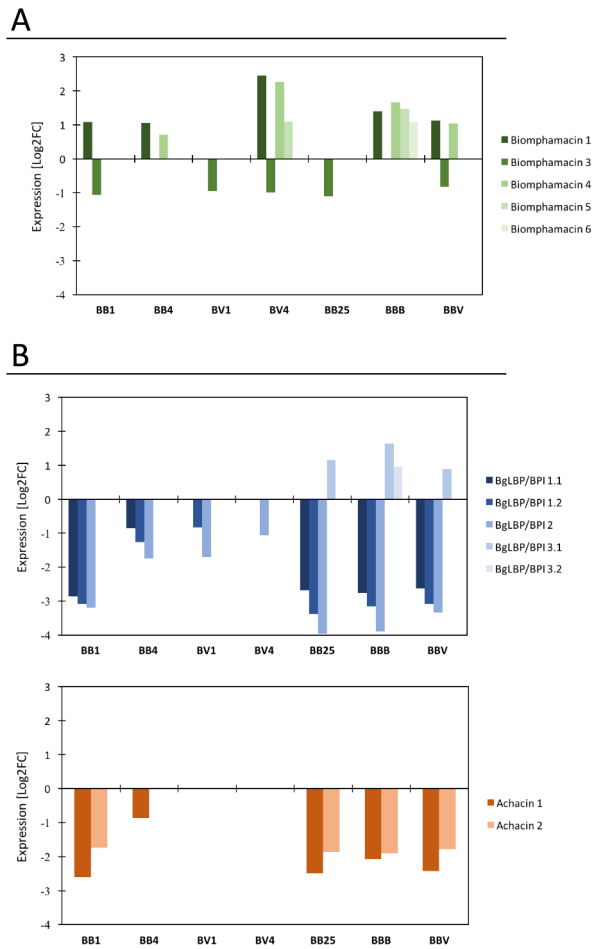 A
3
2
1
0
-1
-2
-3
-4
Expression [Log2FC]
BB1 BB4 BV1 BV4 BB25 BBB BBV
Biomphamacin 1
Biomphamacin 3
Biomphamacin 4
Biomphamacin 5
Biomphamacin 6
B
3
2
1
0
-1
-2
-3
-4
Expression [Log2FC]
BB1 BB4 BV1 BV4 BB25 BBB BBV
BgLBP/BPI 1.1
BgLBP/BPI 1.2
BgLBP/BPI 2
BgLBP/BPI 3.1
BgLBP/BPI 3.2
3
2
1
0
-1
-2
-3
-4
Expression [Log2FC]
BB1 BB4 BV1 BV4 BB25 BBB BBV
Achacin 1
Achacin 2